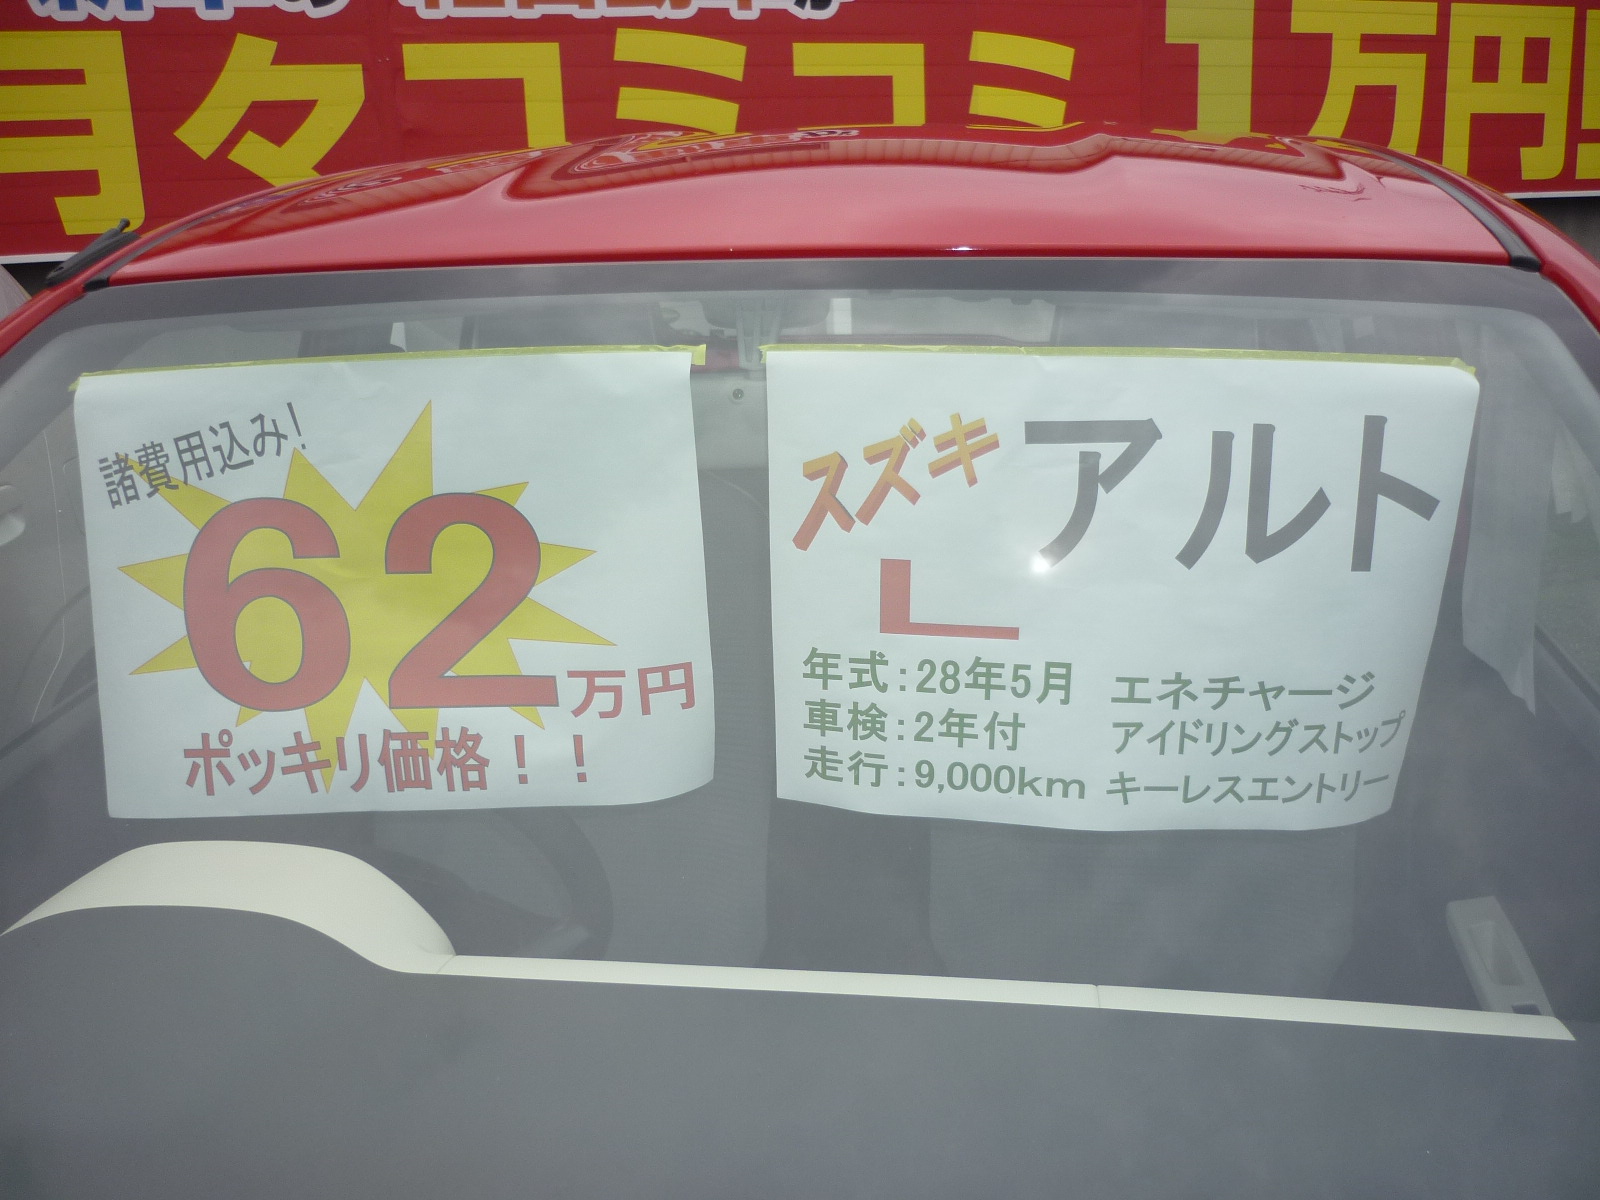 月々コミコミ1万円!
諸費用込み!
62万円
ポッキリ価格!!
スズキ アルト
L
年式:28年5月 エネチャージ
車検:2年付 アイドリングストップ
走行:9,000km キーレスエントリー